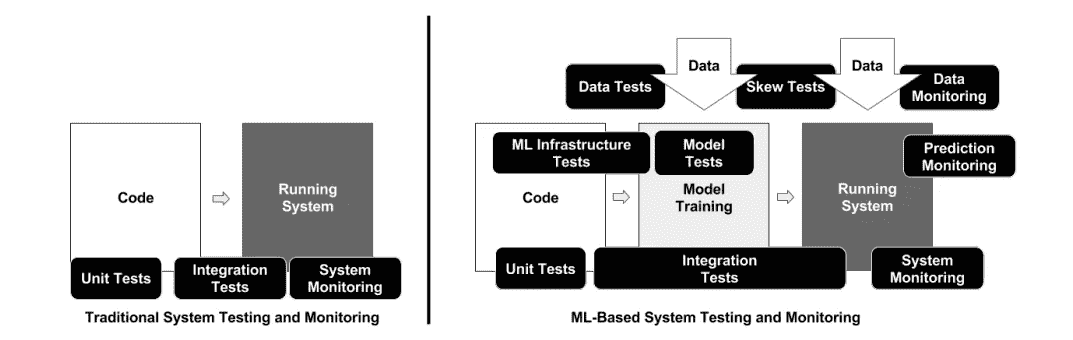 Code
Running
System
Unit Tests
Integration
Tests
System
Monitoring
Traditional System Testing and Monitoring
Data
Data
Data Tests
Skew Tests
Data
Monitoring
ML Infrastructure
Tests
Model
Tests
Prediction
Monitoring
Code
Model
Training
Running
System
Unit Tests
Integration
Tests
System
Monitoring
ML-Based System Testing and Monitoring